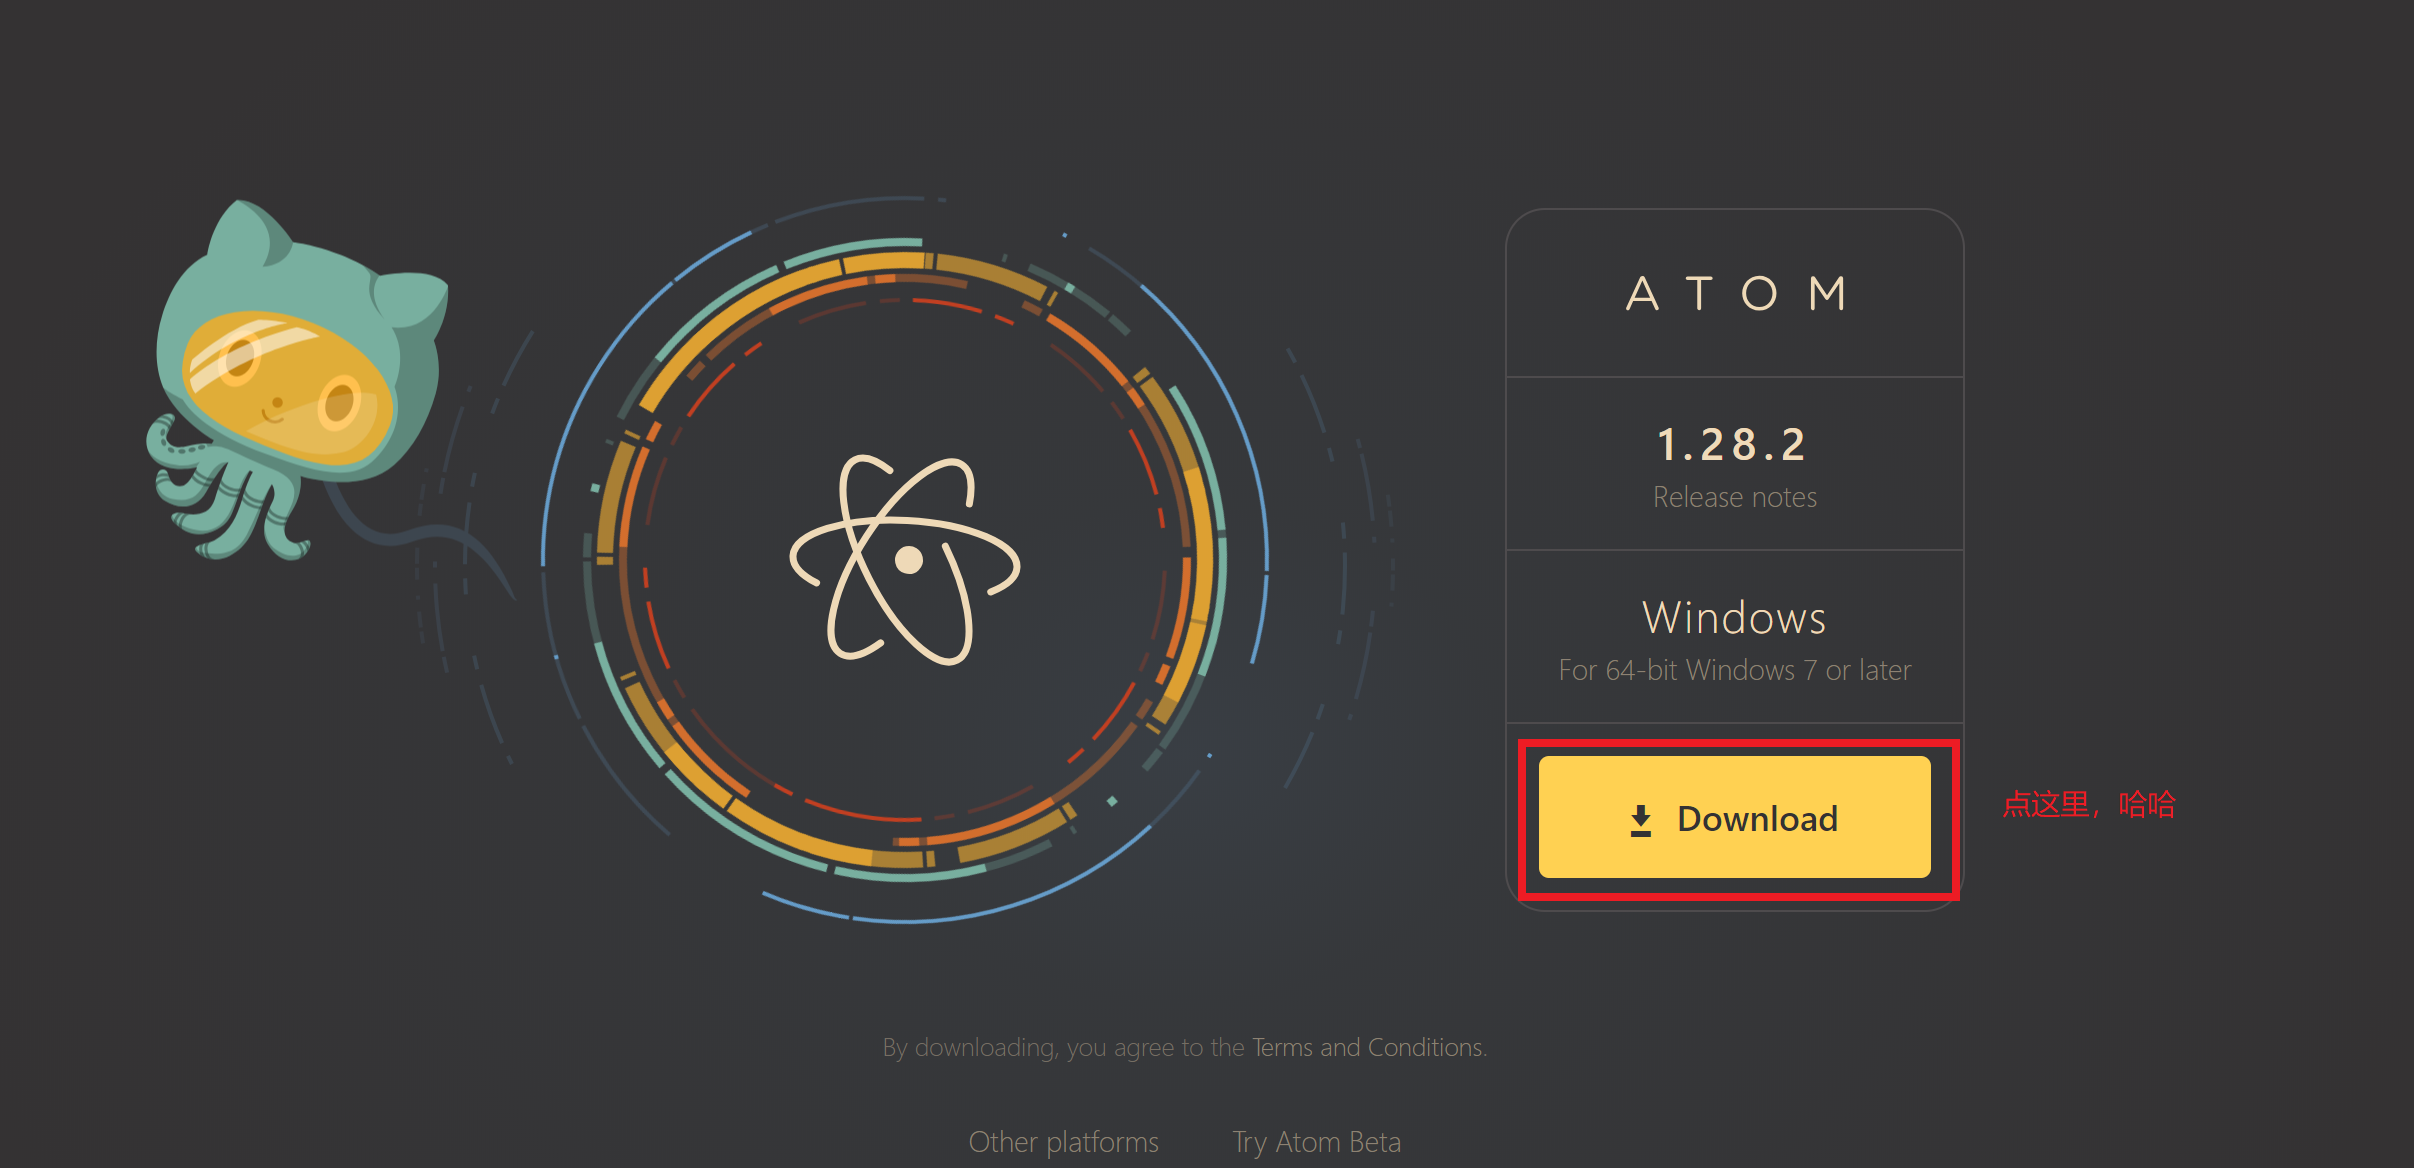 ATOM
1.28.2
Release notes
Windows
For 64-bit Windows 7 or later
Download
点这里，哈哈
By downloading, you agree to the Terms and Conditions.
Other platforms
Try Atom Beta